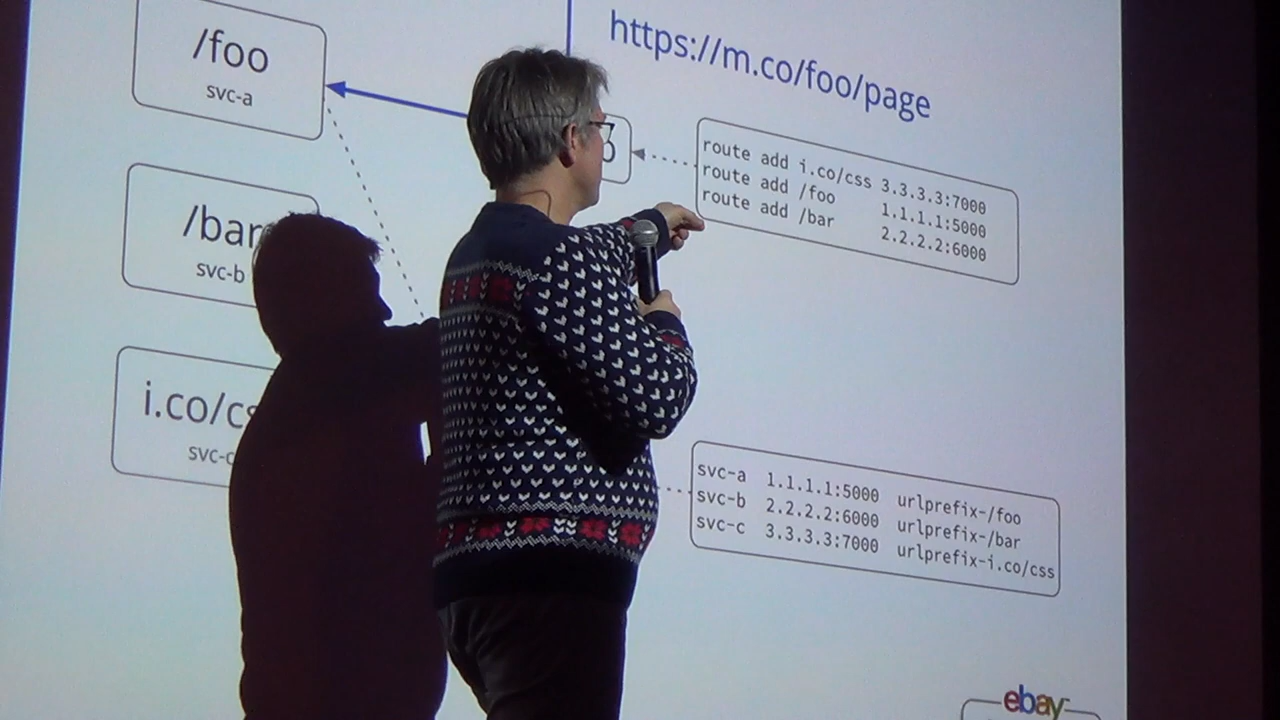 /foo
svc-a
https://m.co/foo/page
route add i.co/css 3.3.3.3:7000
route add /foo 1.1.1.1:5000
route add /bar 2.2.2.2:6000
/bar
svc-b
i.co/cs
svc-c
svc-a 1.1.1.1:5000 urlprefix-/foo
svc-b 2.2.2.2:6000 urlprefix-/bar
svc-c 3.3.3.3:7000 urlprefix-i.co/css
ebay